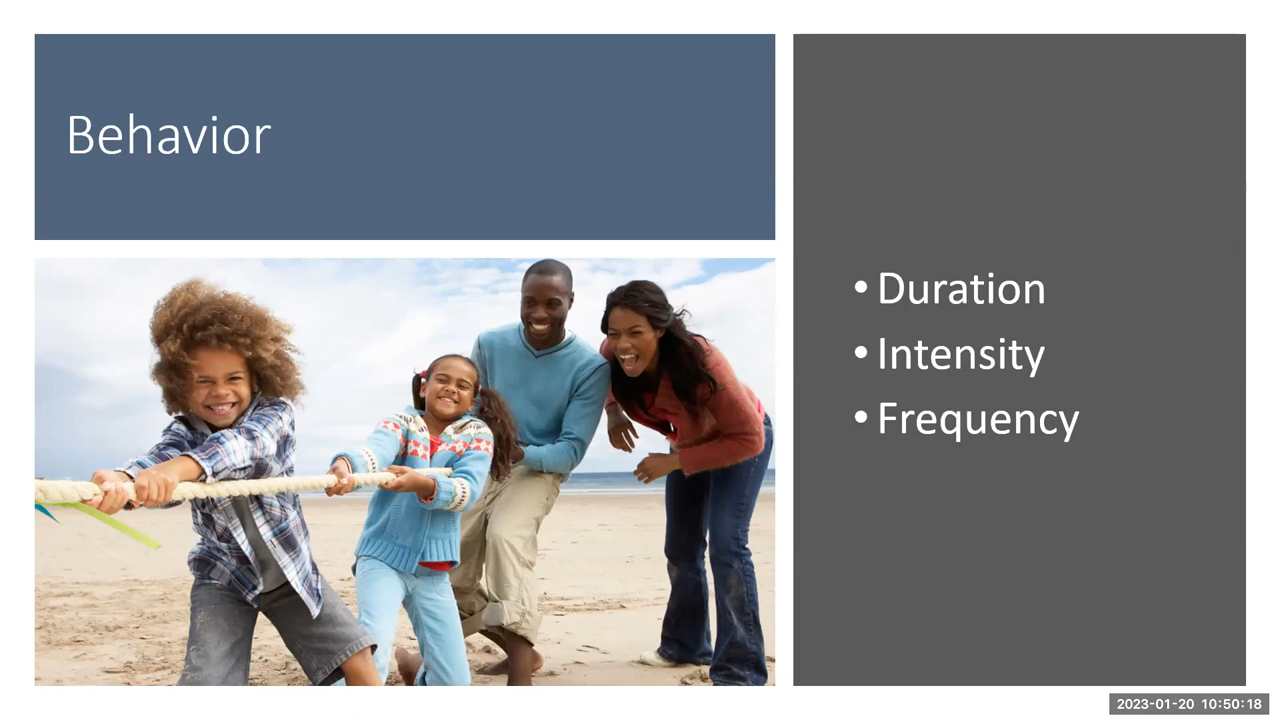 Behavior
• Duration
• Intensity
• Frequency
2023-01-20 10:50:18